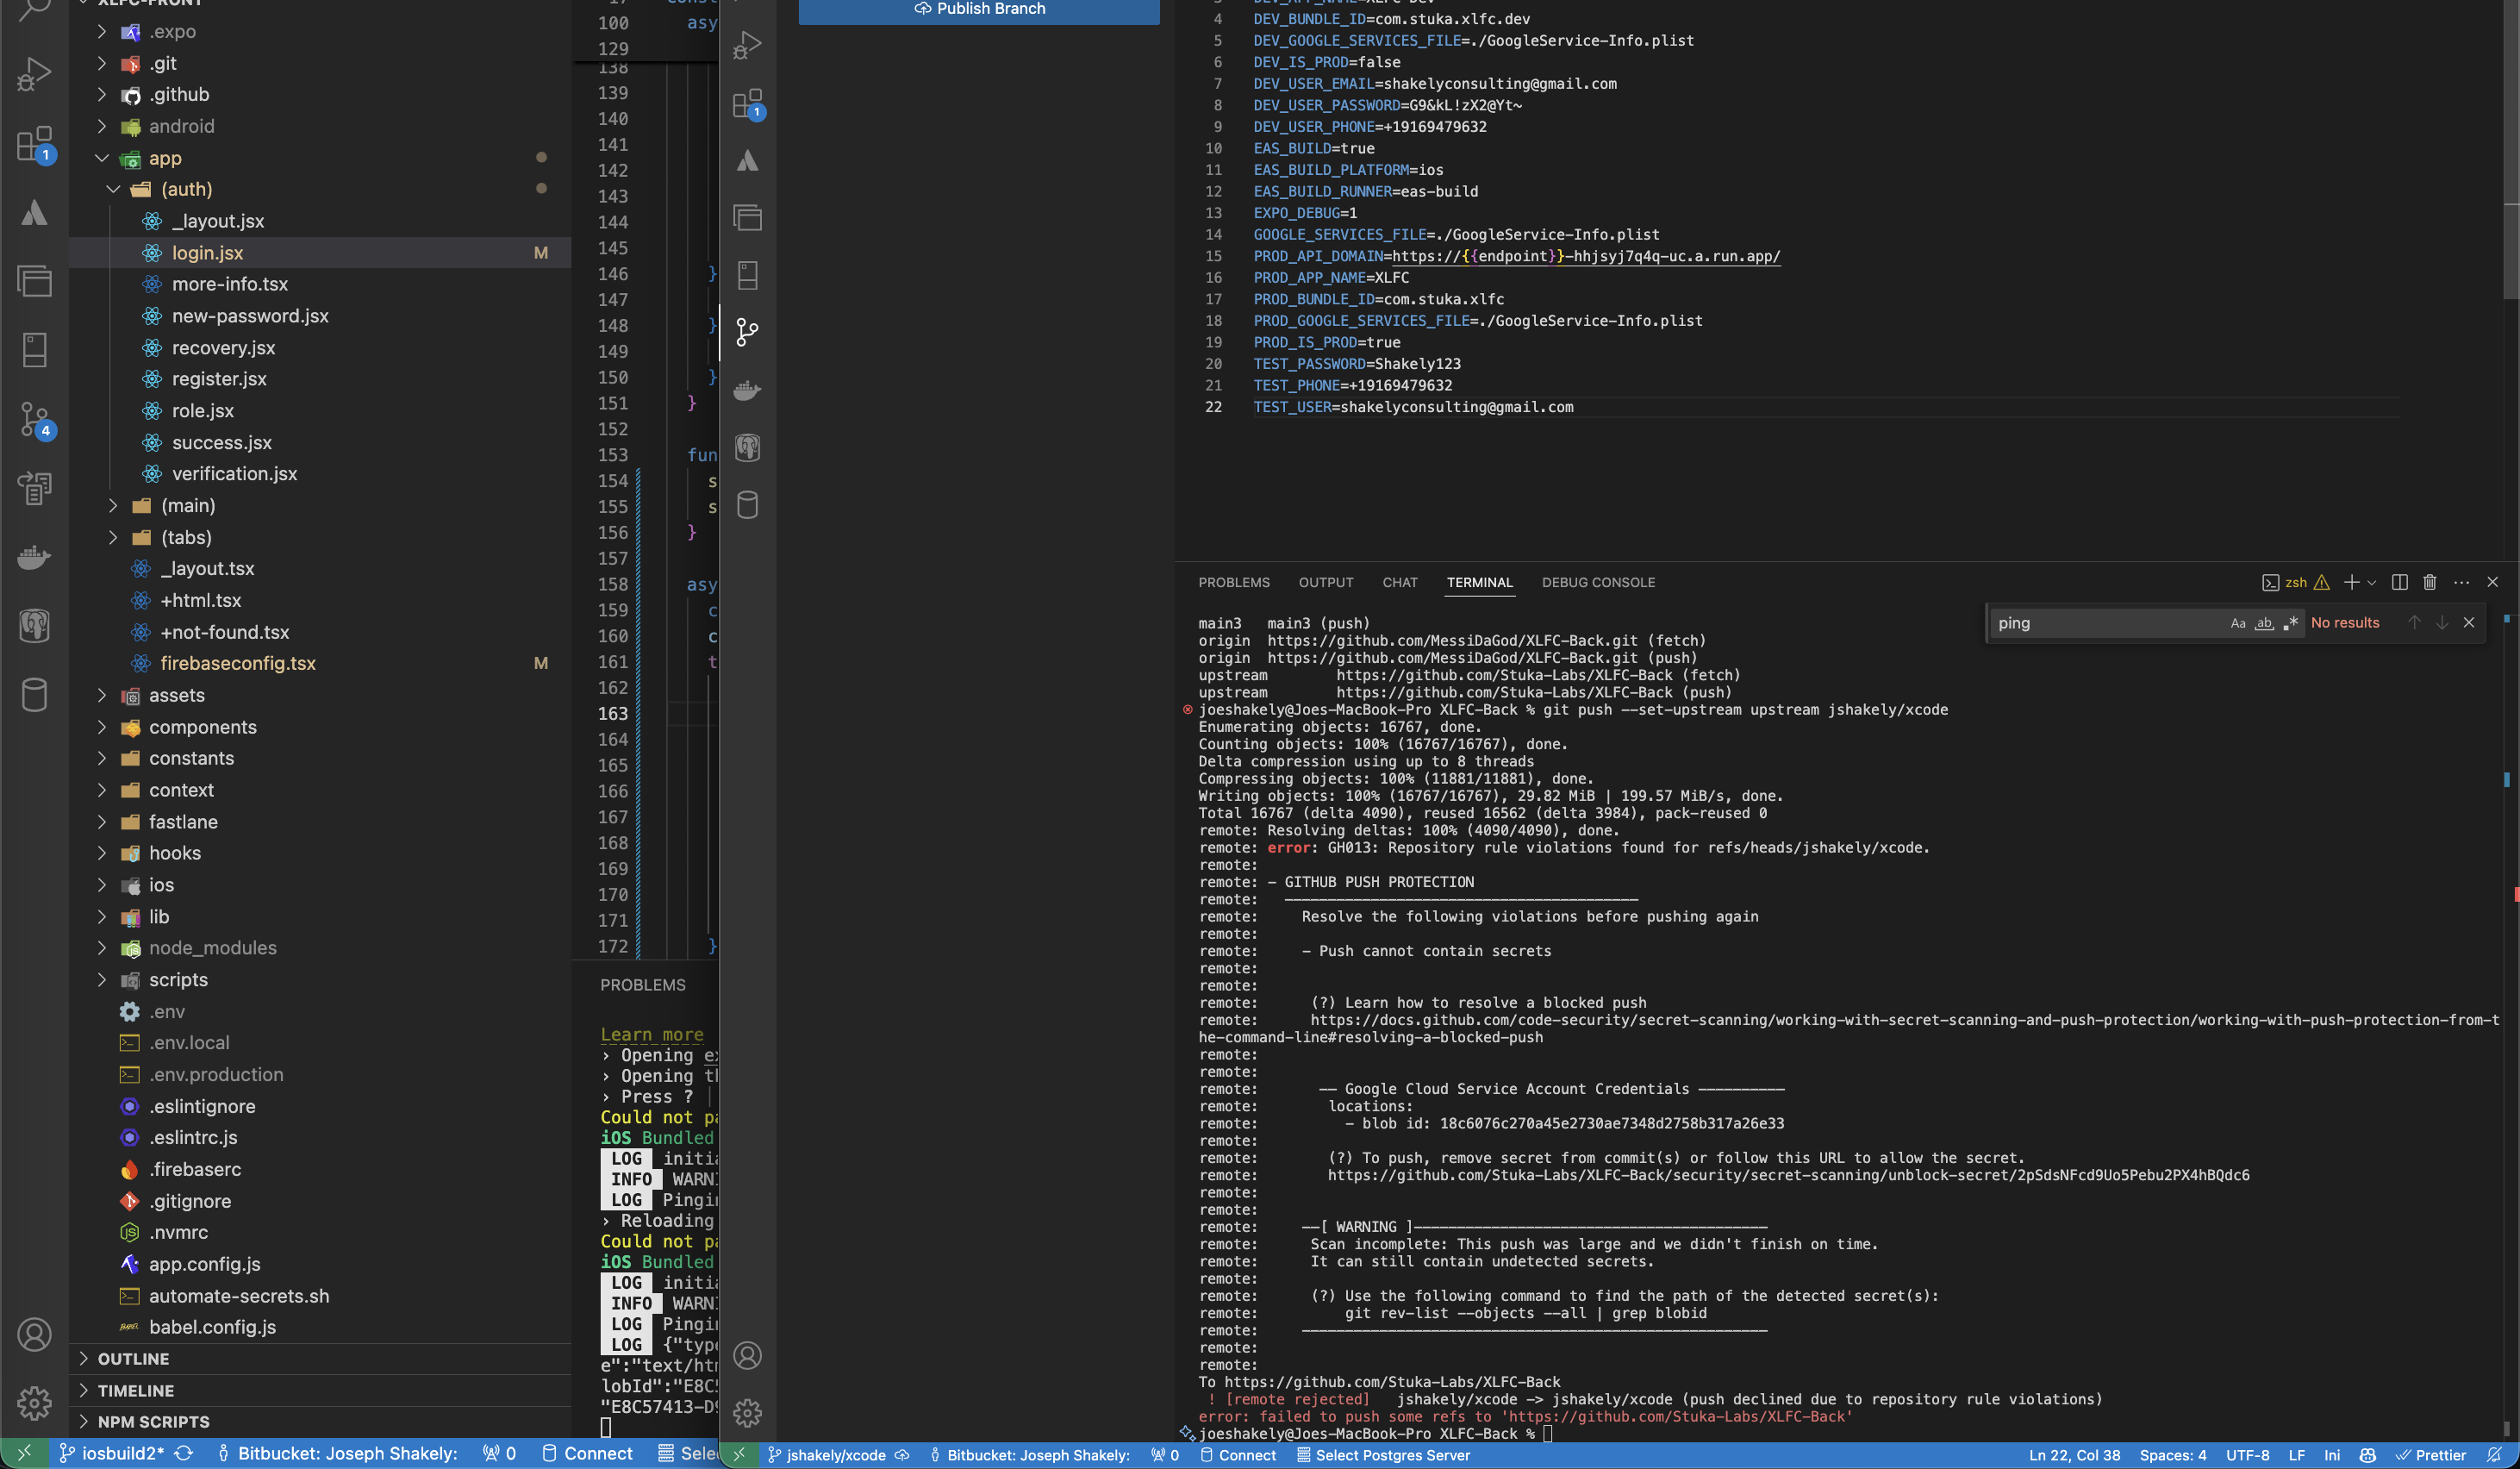 XLFC-FRONT
.expo
.git
.github
android
app
(auth)
_layout.jsx
login.jsx M
more-info.tsx
new-password.jsx
recovery.jsx
register.jsx
role.jsx
success.jsx
verification.jsx
(main)
(tabs)
_layout.tsx
+html.tsx
+not-found.tsx
firebaseconfig.tsx M
assets
components
constants
context
fastlane
hooks
ios
lib
node_modules
scripts
.env
.env.local
.env.production
.eslintignore
.eslintrc.js
.firebaserc
.gitignore
.nvmrc
app.config.js
automate-secrets.sh
babel.config.js
OUTLINE
TIMELINE
NPM SCRIPTS
1
4
100 asy
129
138
139
140
141
142
143
144
145
146 }
147
148 }
149
150 }
151 }
152
153 fun
154 s
155 s
156 }
157
158 asy
159 c
160 c
161 t
162
163
164
165
166
167
168
169
170
171
172 }
PROBLEMS
Learn more
› Opening
› Opening
› Press ?
Could not
iOS Bundled
LOG
INFO
LOG
› Reloading
Could not
iOS Bundled
LOG
INFO
LOG
LOG
"E8C57413-D9
1
Publish Branch
4 DEV_BUNDLE_ID=com.stuka.xlfc.dev
5 DEV_GOOGLE_SERVICES_FILE=./GoogleService-Info.plist
6 DEV_IS_PROD=false
7 DEV_USER_EMAIL=shakelyconsulting@gmail.com
8 DEV_USER_PASSWORD=G9&kL!zX2@Yt~
9 DEV_USER_PHONE=+19169479632
10 EAS_BUILD=true
11 EAS_BUILD_PLATFORM=ios
12 EAS_BUILD_RUNNER=eas-build
13 EXPO_DEBUG=1
14 GOOGLE_SERVICES_FILE=./GoogleService-Info.plist
15 PROD_API_DOMAIN=https://{{endpoint}}-hhjsyj7q4q-uc.a.run.app/
16 PROD_APP_NAME=XLFC
17 PROD_BUNDLE_ID=com.stuka.xlfc
18 PROD_GOOGLE_SERVICES_FILE=./GoogleService-Info.plist
19 PROD_IS_PROD=true
20 TEST_PASSWORD=Shakely123
21 TEST_PHONE=+19169479632
22 TEST_USER=shakelyconsulting@gmail.com
PROBLEMS OUTPUT CHAT TERMINAL DEBUG CONSOLE zsh
ping Aa ab No results
main3 main3 (push)
origin https://github.com/MessiDaGod/XLFC-Back.git (fetch)
origin https://github.com/MessiDaGod/XLFC-Back.git (push)
upstream https://github.com/Stuka-Labs/XLFC-Back (fetch)
upstream https://github.com/Stuka-Labs/XLFC-Back (push)
joeshakely@Joes-MacBook-Pro XLFC-Back % git push --set-upstream upstream jshakely/xcode
Enumerating objects: 16767, done.
Counting objects: 100% (16767/16767), done.
Delta compression using up to 8 threads
Compressing objects: 100% (11881/11881), done.
Writing objects: 100% (16767/16767), 29.82 MiB | 199.57 MiB/s, done.
Total 16767 (delta 4090), reused 16562 (delta 3984), pack-reused 0
remote: Resolving deltas: 100% (4090/4090), done.
remote: error: GH013: Repository rule violations found for refs/heads/jshakely/xcode.
remote:
remote: - GITHUB PUSH PROTECTION
remote: —————————————————————————————————————————
remote: Resolve the following violations before pushing again
remote:
remote: - Push cannot contain secrets
remote:
remote:
remote: (?) Learn how to resolve a blocked push
remote: https://docs.github.com/code-security/secret-scanning/working-with-secret-scanning-and-push-protection/working-with-push-protection-from-t
he-command-line#resolving-a-blocked-push
remote:
remote:
remote: —— Google Cloud Service Account Credentials ——————————
remote: locations:
remote: - blob id: 18c6076c270a45e2730ae7348d2758b317a26e33
remote:
remote: (?) To push, remove secret from commit(s) or follow this URL to allow the secret.
remote: https://github.com/Stuka-Labs/XLFC-Back/security/secret-scanning/unblock-secret/2pSdsNFcd9Uo5Pebu2PX4hBQdc6
remote:
remote:
remote: ——[ WARNING ]—————————————————————————————————————————
remote: Scan incomplete: This push was large and we didn't finish on time.
remote: It can still contain undetected secrets.
remote:
remote: (?) Use the following command to find the path of the detected secret(s):
remote: git rev-list --objects --all | grep blobid
remote: ——————————————————————————————————————————————————————
remote:
remote:
To https://github.com/Stuka-Labs/XLFC-Back
! [remote rejected] jshakely/xcode -> jshakely/xcode (push declined due to repository rule violations)
error: failed to push some refs to 'https://github.com/Stuka-Labs/XLFC-Back'
joeshakely@Joes-MacBook-Pro XLFC-Back %
iosbuild2* Bitbucket: Joseph Shakely: 0 Connect
jshakely/xcode Bitbucket: Joseph Shakely: 0 Connect Select Postgres Server Ln 22, Col 38 Spaces: 4 UTF-8 LF Ini Prettier